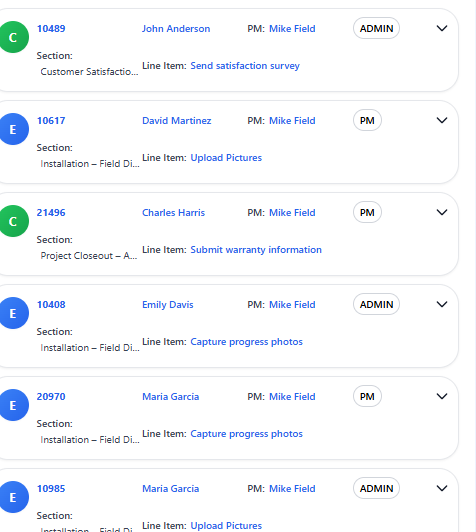 C 10489 John Anderson PM: Mike Field ADMIN
Section:
Customer Satisfactio... Line Item: Send satisfaction survey
E 10617 David Martinez PM: Mike Field PM
Section:
Installation – Field Di... Line Item: Upload Pictures
C 21496 Charles Harris PM: Mike Field PM
Section:
Project Closeout – A... Line Item: Submit warranty information
E 10408 Emily Davis PM: Mike Field ADMIN
Section:
Installation – Field Di... Line Item: Capture progress photos
E 20970 Maria Garcia PM: Mike Field PM
Section:
Installation – Field Di... Line Item: Capture progress photos
E 10985 Maria Garcia PM: Mike Field ADMIN
Section:
Installation – Field Di... Line Item: Upload Pictures